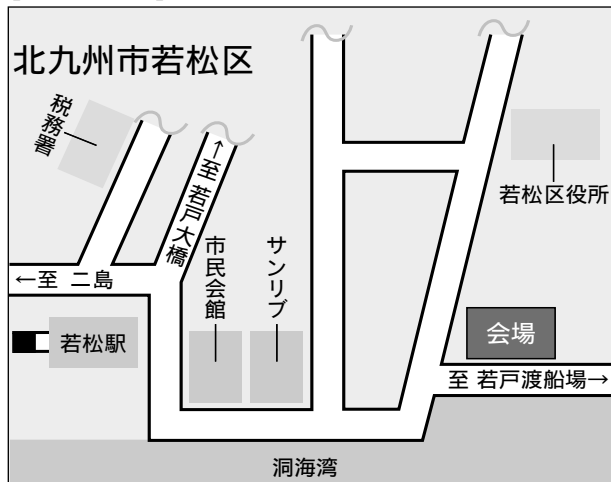 北九州市若松区
税務署
←至 若戸大橋
若松区役所
←至 二島
市民会館
サンリブ
若松駅
会場
至 若戸渡船場→
洞海湾